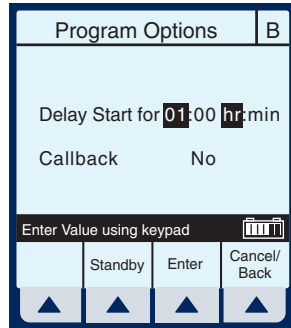 Program Options B
Delay Start for 01:00 hr:min
Callback No
Enter Value using keypad
Standby Enter Cancel/
Back